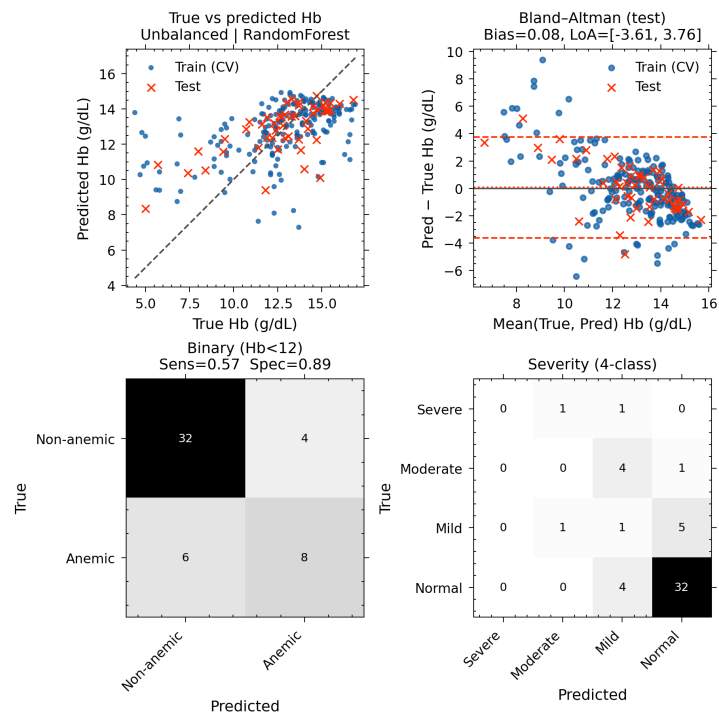 True vs predicted Hb
Unbalanced | RandomForest
Predicted Hb (g/dL)
16
14
12
10
8
6
4
Train (CV)
Test
5.0 7.5 10.0 12.5 15.0
True Hb (g/dL)
Bland–Altman (test)
Bias=0.08, LoA=[-3.61, 3.76]
Pred − True Hb (g/dL)
10
8
6
4
2
0
−2
−4
−6
Train (CV)
Test
8 10 12 14 16
Mean(True, Pred) Hb (g/dL)
Binary (Hb<12)
Sens=0.57 Spec=0.89
True
Non-anemic 32 4
Anemic 6 8
Non-anemic Anemic
Predicted
Severity (4-class)
True
Severe 0 1 1 0
Moderate 0 0 4 1
Mild 0 1 1 5
Normal 0 0 4 32
Severe Moderate Mild Normal
Predicted